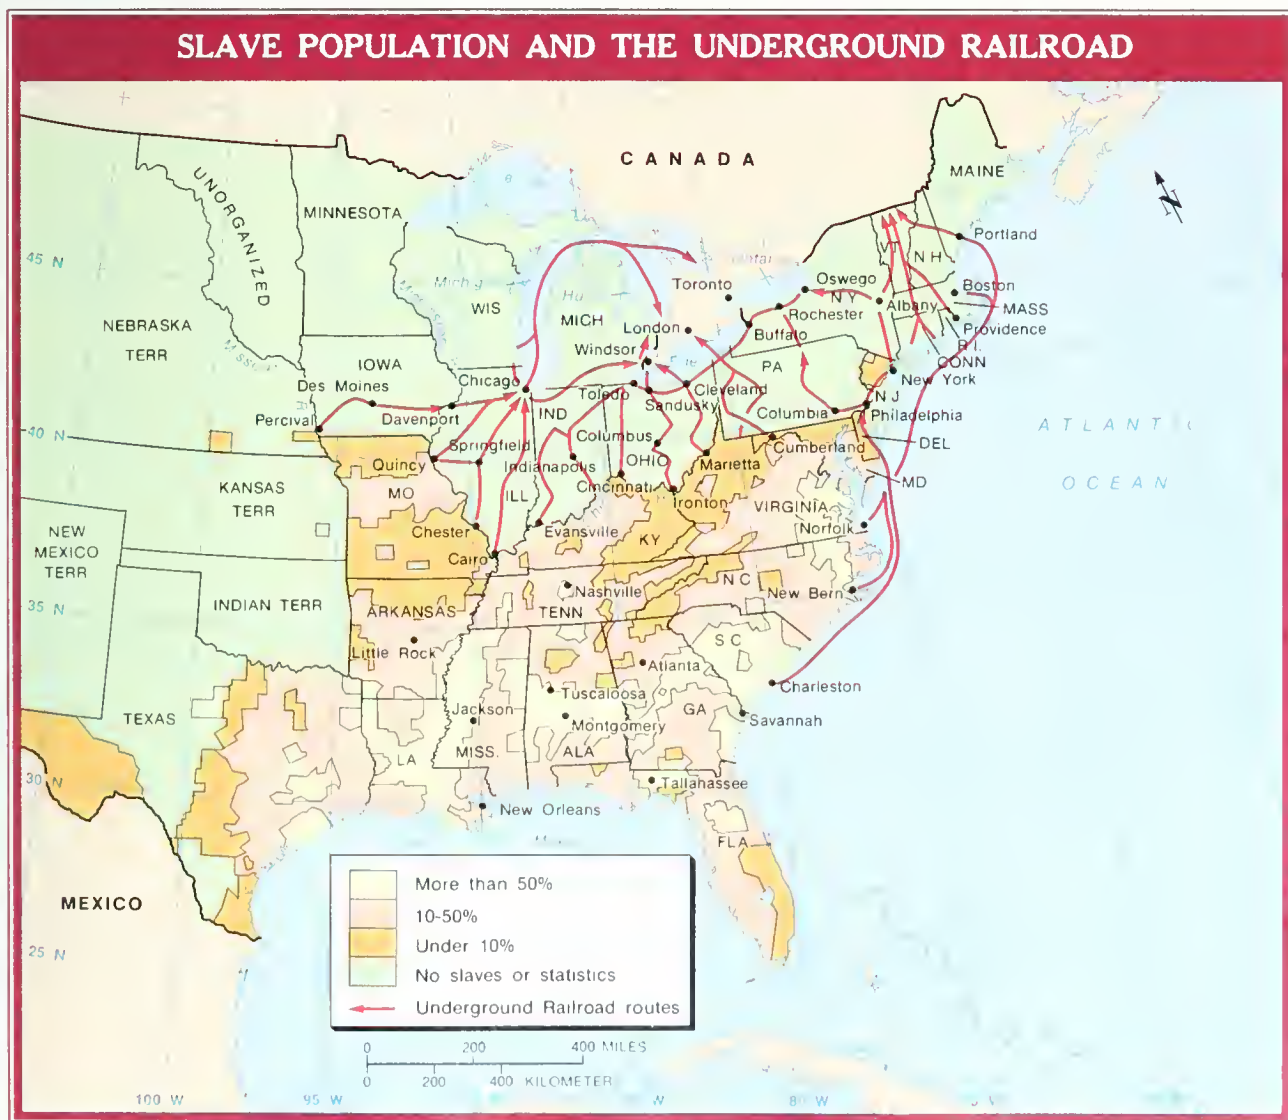 SLAVE POPULATION AND THE UNDERGROUND RAILROAD
CANADA
MAINE
N
UNORGANIZED
MINNESOTA
45 N
Portland
VT
N H
NEBRASKA
TERR
WIS
MICH
Toronto
Oswego
N Y
Boston
Albany
MASS
Rochester
London
Providence
R I.
Buffalo
CONN
Windsor
IOWA
Des Moines
Chicago
PA
New York
Toledo
Cleveland
Sandusky
N J
Percival
Davenport
IND
Columbia
Philadelphia
40 N
Springfield
Columbus
Cumberland
DEL
ATLANT
Quincy
Indianapolis
OHIO
Marietta
MD
OCEAN
KANSAS
TERR
MO
ILL
Cincinnati
Ironton
VIRGINIA
Norfolk
NEW
MEXICO
TERR
Chester
Evansville
KY
Cairo
N C
New Bern
INDIAN TERR
35 N
ARKANSAS
Nashville
TENN
Little Rock
S C
Atlanta
Charleston
TEXAS
Tuscaloosa
Jackson
GA
Montgomery
Savannah
LA
MISS.
ALA
30 N
Tallahassee
New Orleans
FLA
MEXICO
25 N
More than 50%
10-50%
Under 10%
No slaves or statistics
Underground Railroad routes
0 200 400 MILES
0 200 400 KILOMETER
100 W 95 W 80 W